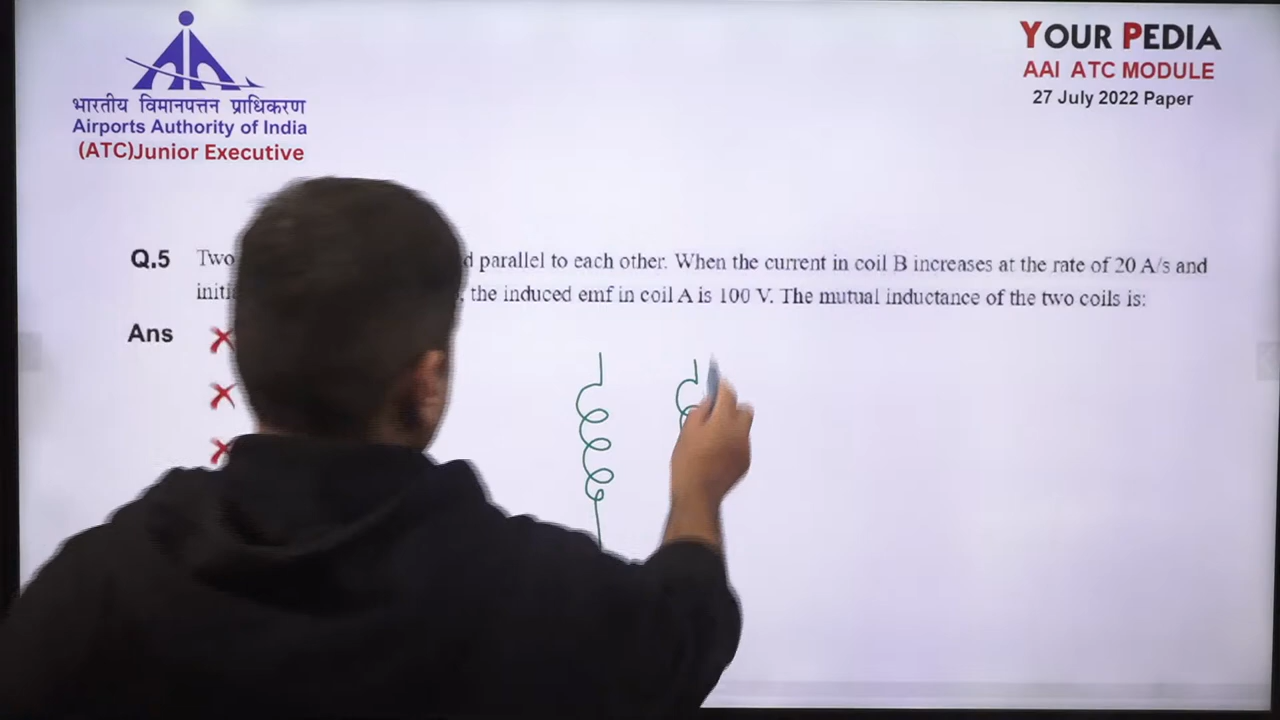 YOUR PEDIA
AAI ATC MODULE
27 July 2022 Paper
भारतीय विमानपत्तन प्राधिकरण
Airports Authority of India
(ATC)Junior Executive
Q.5 Two parallel to each other. When the current in coil B increases at the rate of 20 A/s and
the induced emf in coil A is 100 V. The mutual inductance of the two coils is:
Ans